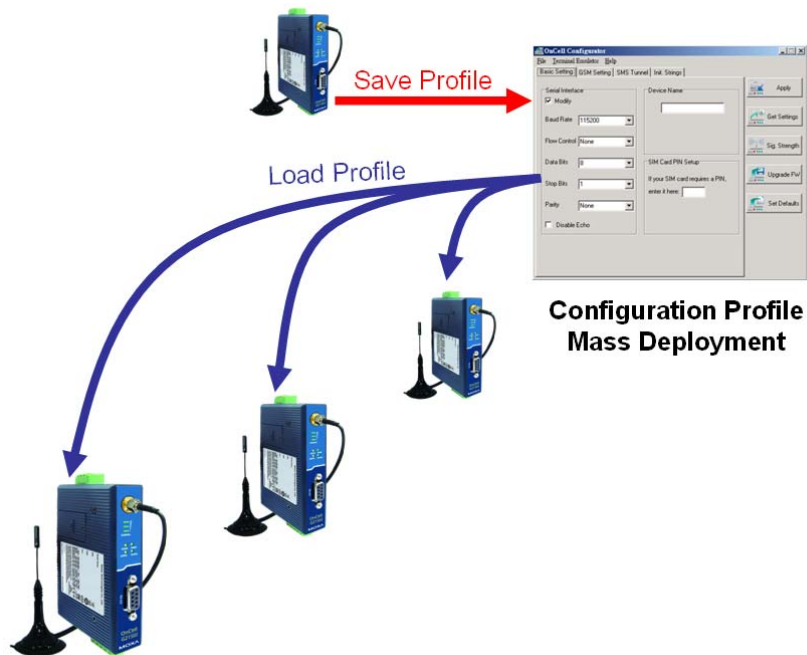 Save Profile
OnCell Configurator
File Terminal Emulator Help
Basic Setting GSM Setting SMS Tunnel Init. Strings
Serial Interface
Modify
Baud Rate 115200
Flow Control None
Data Bits 8
Stop Bits 1
Parity None
Disable Echo
Device Name
SIM Card PIN Setup
If your SIM card requires a PIN,
enter it here:
Apply
Get Settings
Sig. Strength
Upgrade FW
Set Defaults
Load Profile
Configuration Profile
Mass Deployment
OnCell
MOXA